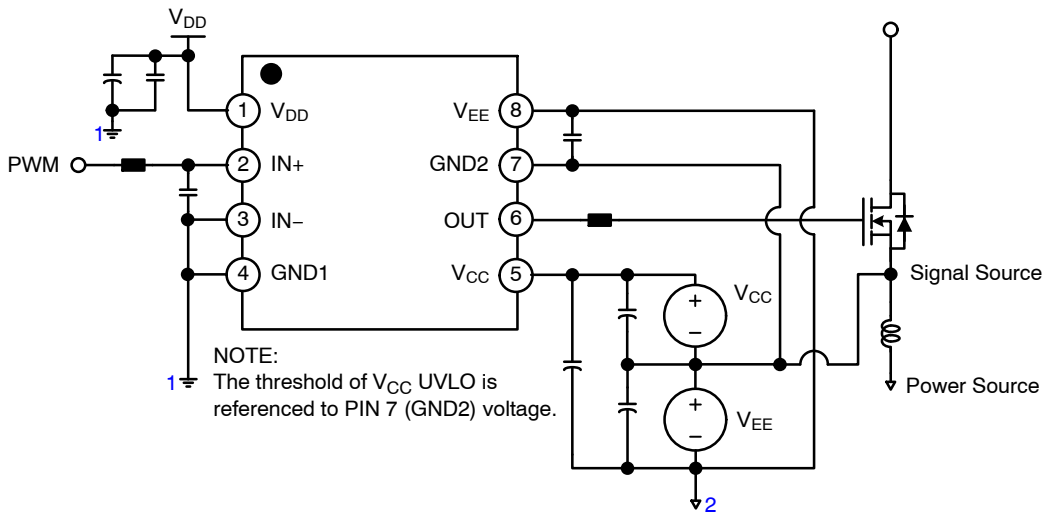 VDD
1
PWM
1 VDD
2 IN+
3 IN−
4 GND1
VEE 8
GND2 7
OUT 6
VCC 5
1
NOTE:
The threshold of VCC UVLO is
referenced to PIN 7 (GND2) voltage.
+
−
VCC
+
−
VEE
2
Signal Source
Power Source